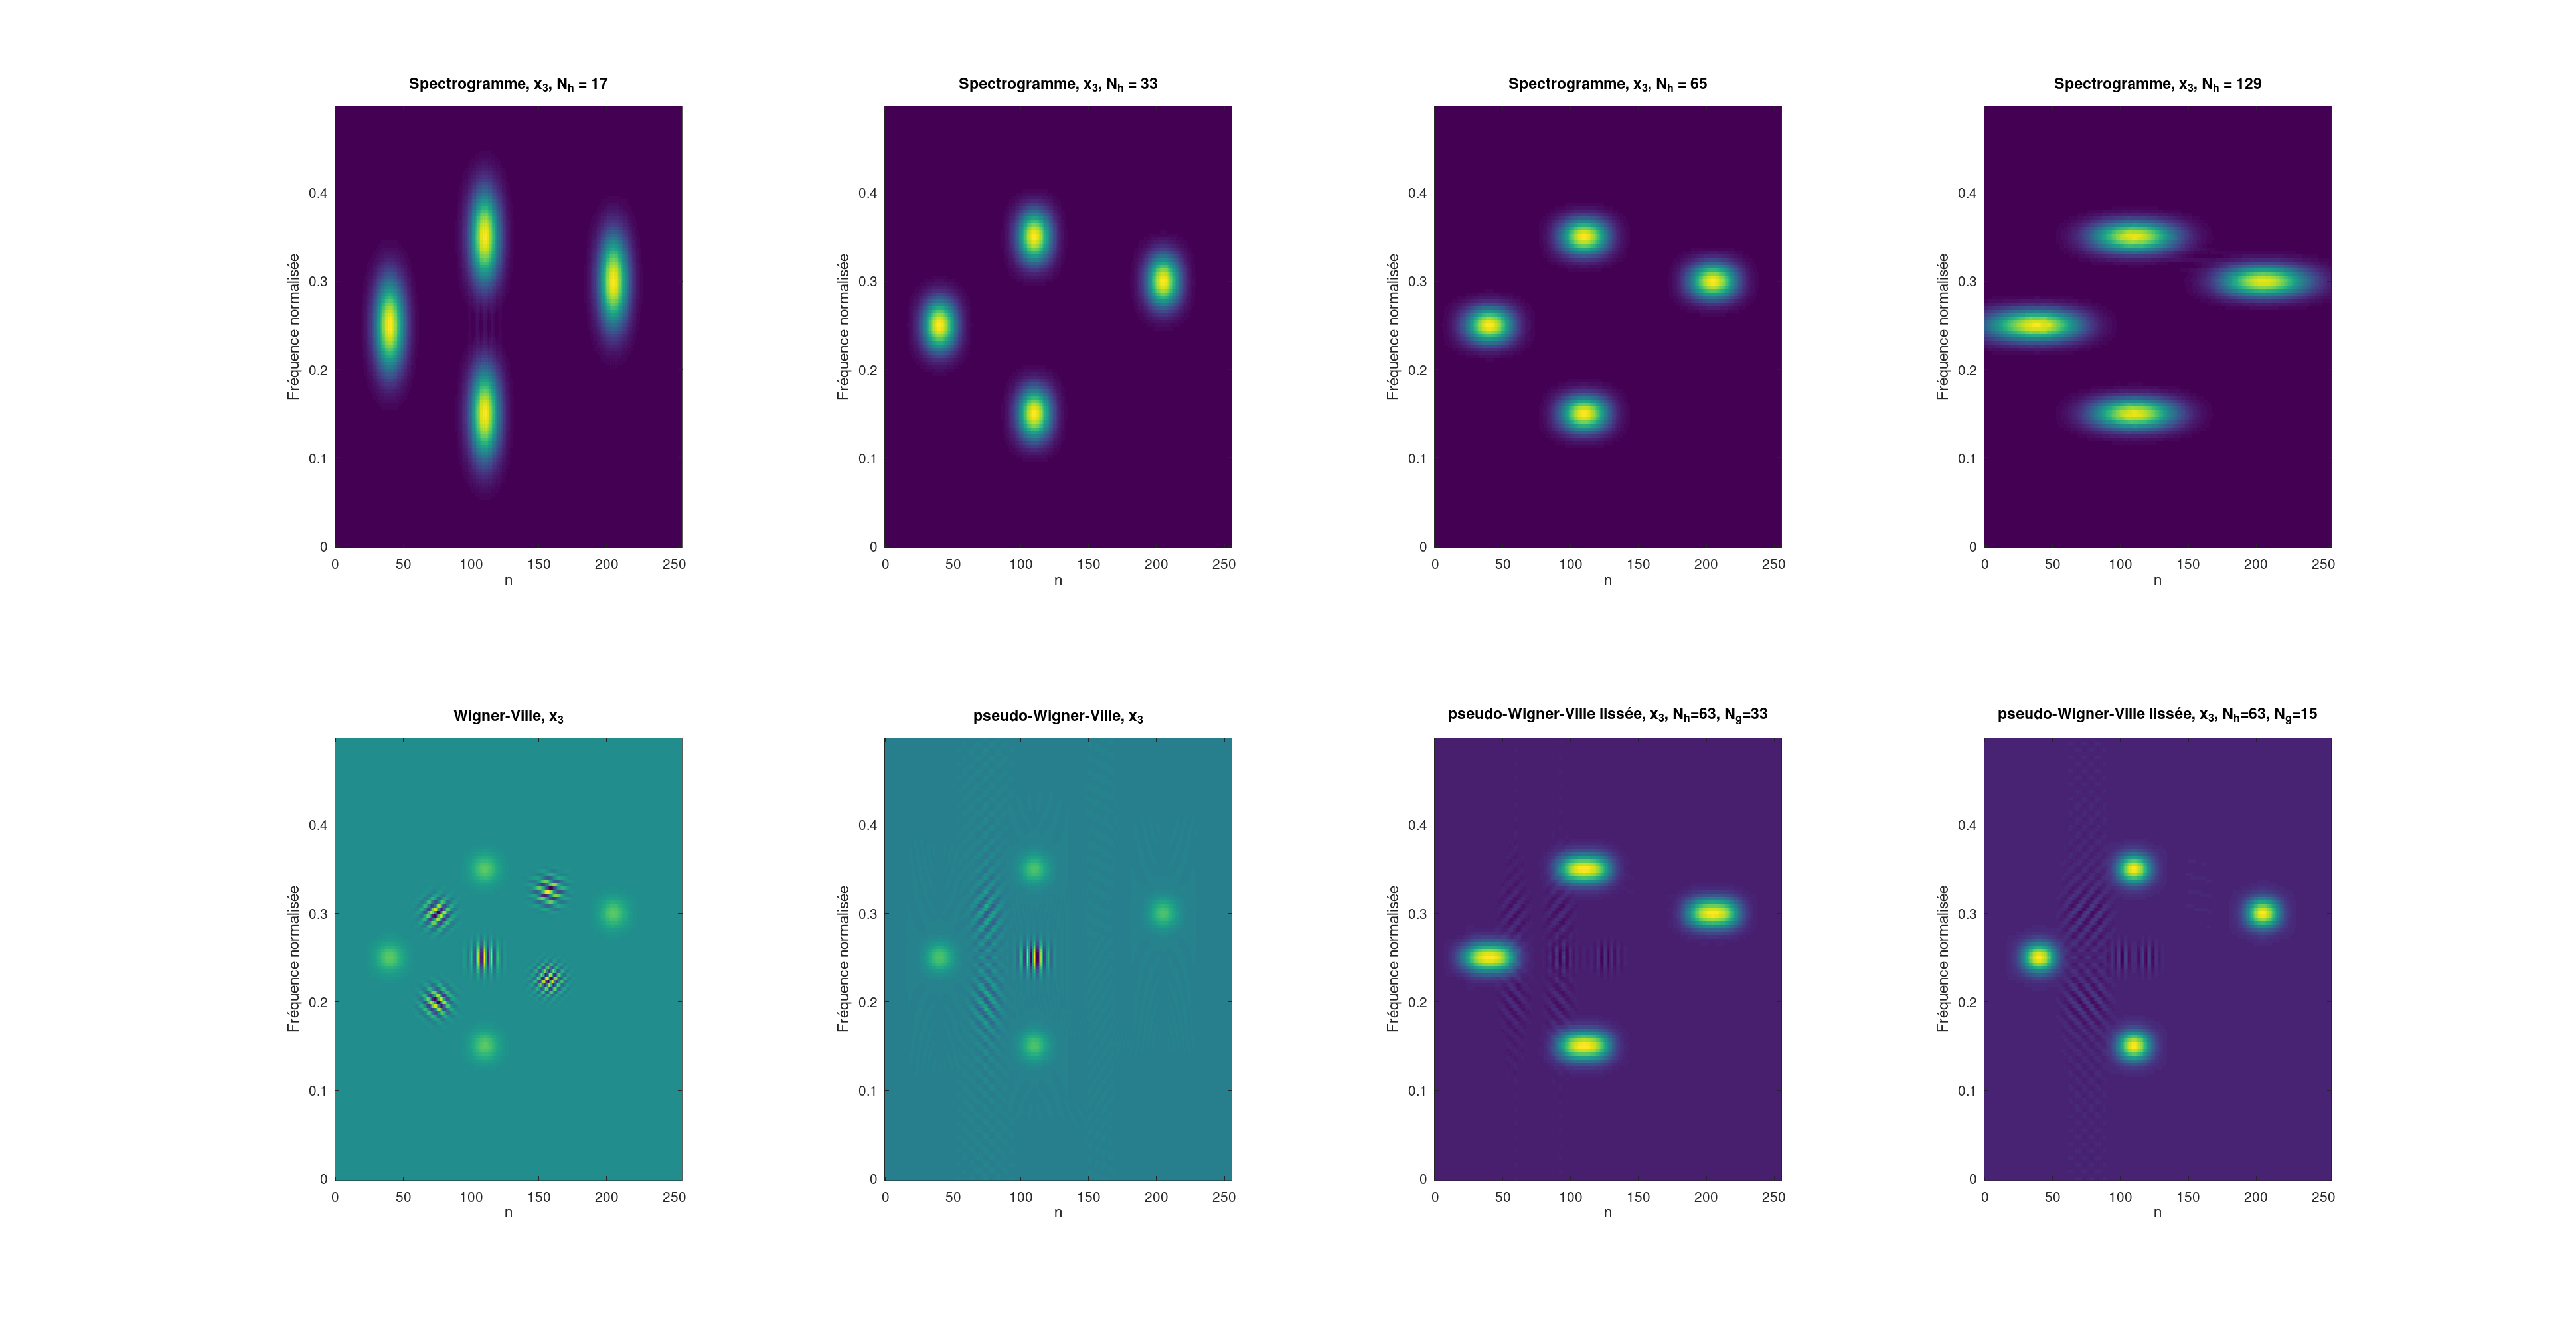 Spectrogramme, x₃, Nₕ = 17
Fréquence normalisée
0.4
0.3
0.2
0.1
0
0 50 100 150 200 250
n
Spectrogramme, x₃, Nₕ = 33
Fréquence normalisée
0.4
0.3
0.2
0.1
0
0 50 100 150 200 250
n
Spectrogramme, x₃, Nₕ = 65
Fréquence normalisée
0.4
0.3
0.2
0.1
0
0 50 100 150 200 250
n
Spectrogramme, x₃, Nₕ = 129
Fréquence normalisée
0.4
0.3
0.2
0.1
0
0 50 100 150 200 250
n
Wigner-Ville, x₃
Fréquence normalisée
0.4
0.3
0.2
0.1
0
0 50 100 150 200 250
n
pseudo-Wigner-Ville, x₃
Fréquence normalisée
0.4
0.3
0.2
0.1
0
0 50 100 150 200 250
n
pseudo-Wigner-Ville lissée, x₃, Nₕ=63, N_g=33
Fréquence normalisée
0.4
0.3
0.2
0.1
0
0 50 100 150 200 250
n
pseudo-Wigner-Ville lissée, x₃, Nₕ=63, N_g=15
Fréquence normalisée
0.4
0.3
0.2
0.1
0
0 50 100 150 200 250
n